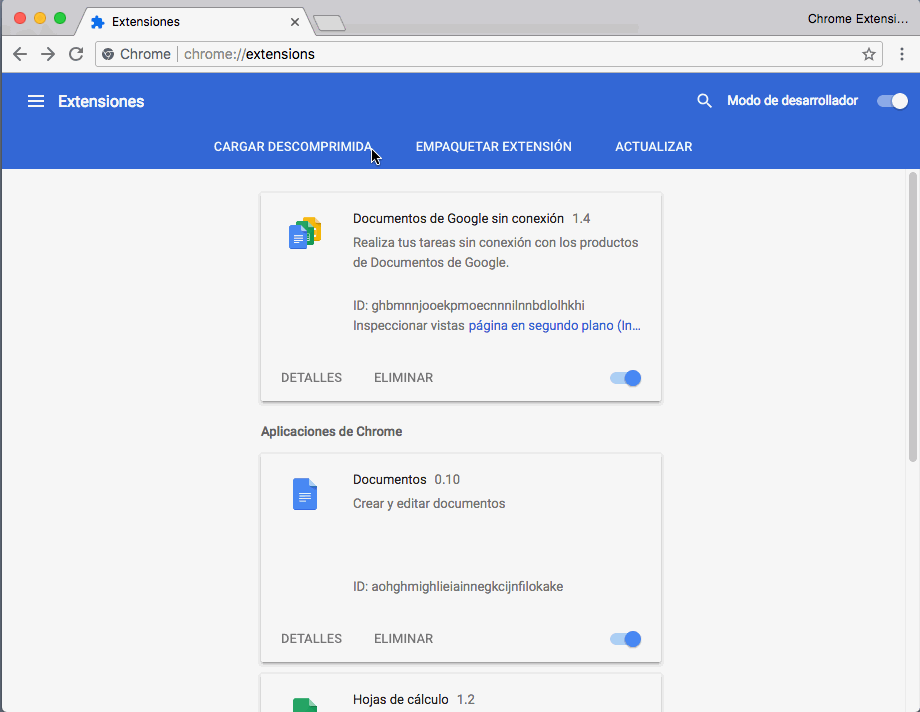 Extensiones
Chrome Extensi...
Chrome chrome://extensions
Extensiones
Modo de desarrollador
CARGAR DESCOMPRIMIDA EMPAQUETAR EXTENSIÓN ACTUALIZAR
Documentos de Google sin conexión 1.4
Realiza tus tareas sin conexión con los productos
de Documentos de Google.
ID: ghbmnnjooekpmoecnnnilnnbdlolhkhi
Inspeccionar vistas página en segundo plano (In...
DETALLES ELIMINAR
Aplicaciones de Chrome
Documentos 0.10
Crear y editar documentos
ID: aohghmighlieiainnegkcijnfilokake
DETALLES ELIMINAR
Hojas de cálculo 1.2